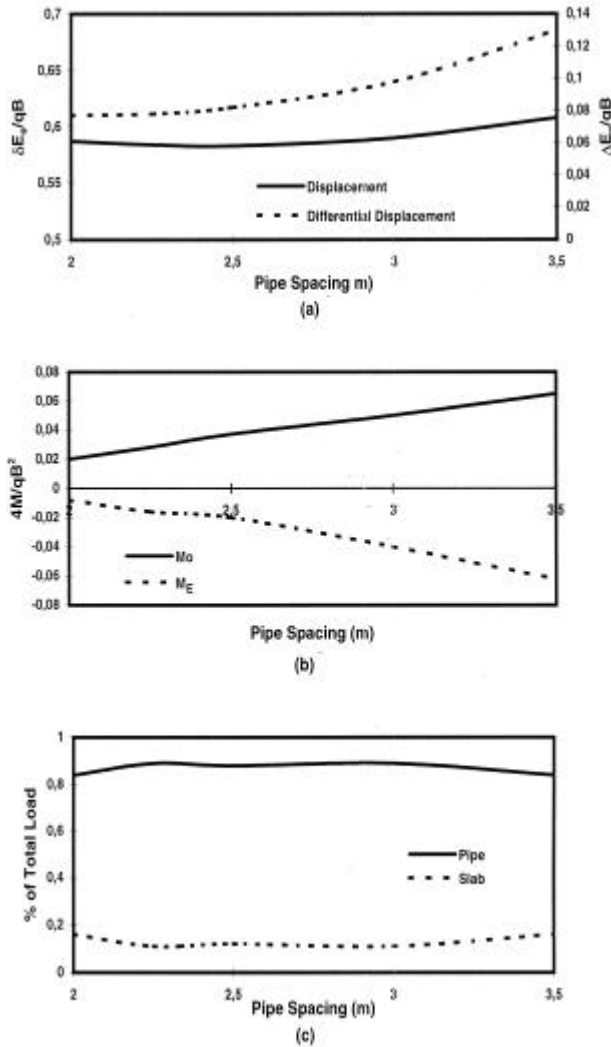 0,7
0,65
0,6
0,55
0,5
δEs/qB
0,14
0,12
0,1
0,08
0,06
0,04
0,02
0
Displacement
Differential Displacement
2
2,5
3
3,5
Pipe Spacing m)
(a)
0,08
0,06
0,04
0,02
0
-0,02
-0,04
-0,06
-0,08
4M/qB²
2
2,5
3
3,5
Mo
ME
Pipe Spacing (m)
(b)
1
0,8
0,6
0,4
0,2
0
% of Total Load
Pipe
Slab
2
2,5
3
3,5
Pipe Spacing (m)
(c)